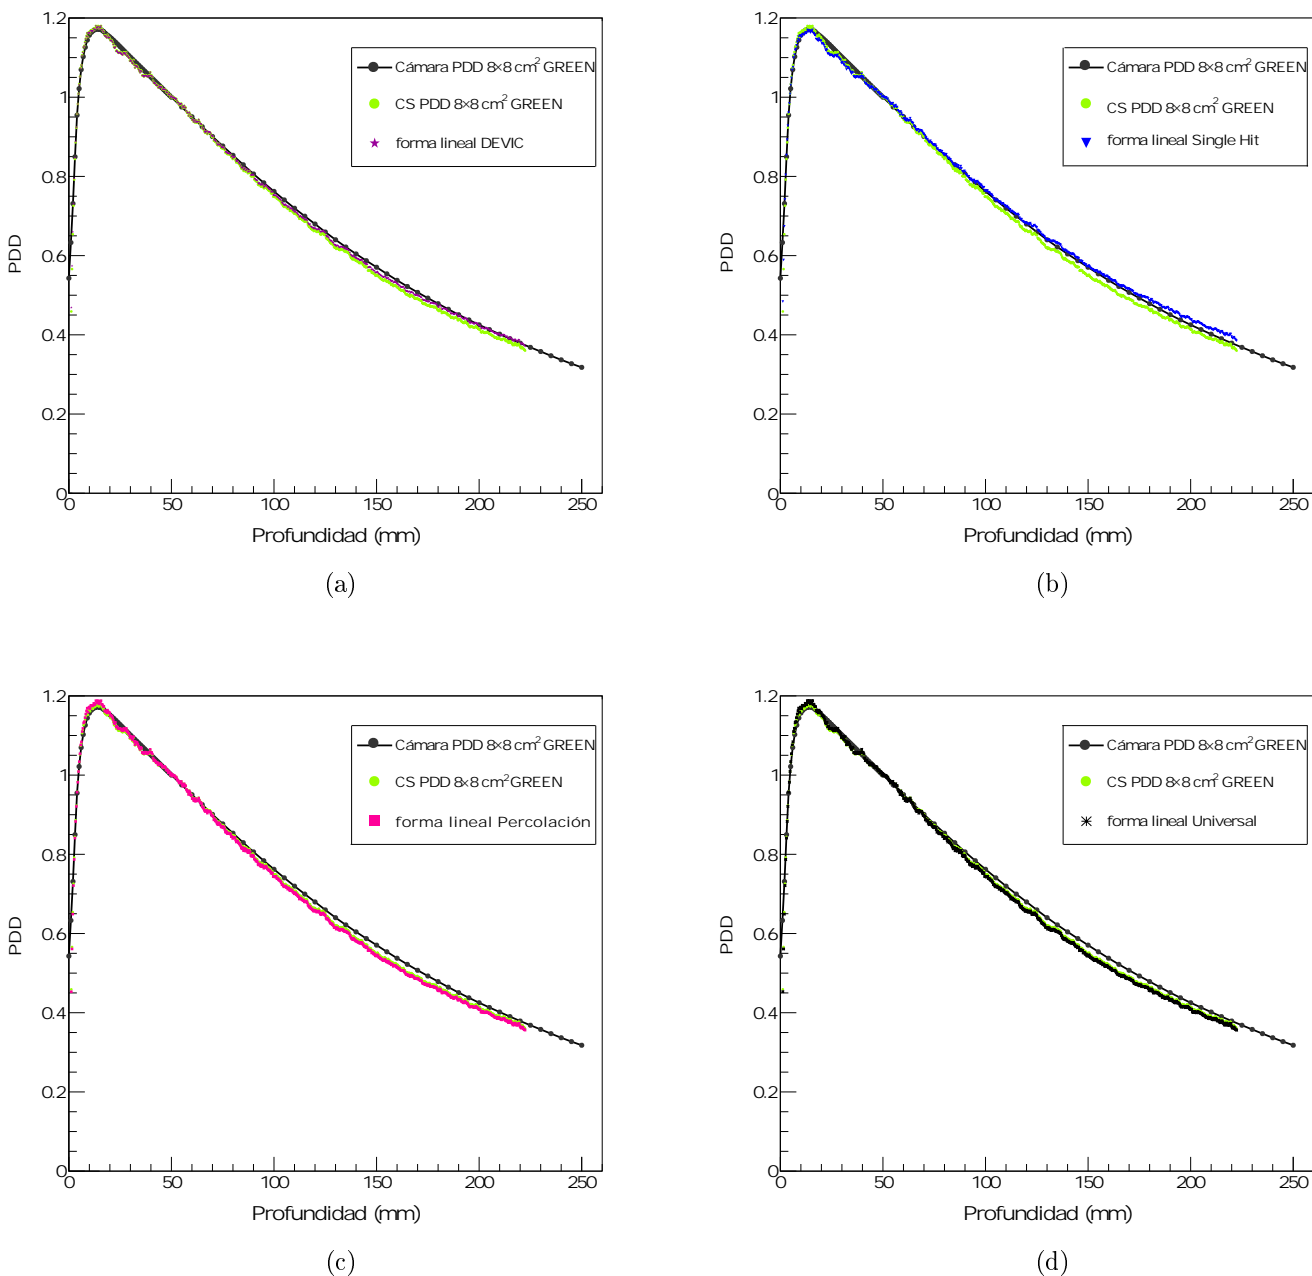 1.2
1
0.8
0.6
0.4
0.2
0
PDD
Cámara PDD 8×8 cm² GREEN
CS PDD 8×8 cm² GREEN
forma lineal DEVIC
0 50 100 150 200 250
Profundidad (mm)
(a)
1.2
1
0.8
0.6
0.4
0.2
0
PDD
Cámara PDD 8×8 cm² GREEN
CS PDD 8×8 cm² GREEN
forma lineal Single Hit
0 50 100 150 200 250
Profundidad (mm)
(b)
1.2
1
0.8
0.6
0.4
0.2
0
PDD
Cámara PDD 8×8 cm² GREEN
CS PDD 8×8 cm² GREEN
forma lineal Percolación
0 50 100 150 200 250
Profundidad (mm)
(c)
1.2
1
0.8
0.6
0.4
0.2
0
PDD
Cámara PDD 8×8 cm² GREEN
CS PDD 8×8 cm² GREEN
forma lineal Universal
0 50 100 150 200 250
Profundidad (mm)
(d)